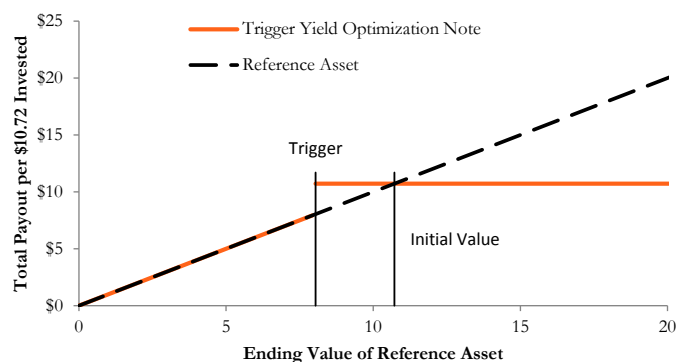 $25
Trigger Yield Optimization Note
Reference Asset
$20
$15
Trigger
$10
Initial Value
$5
$0
0
5
10
15
20
Total Payout per $10.72 Invested
Ending Value of Reference Asset